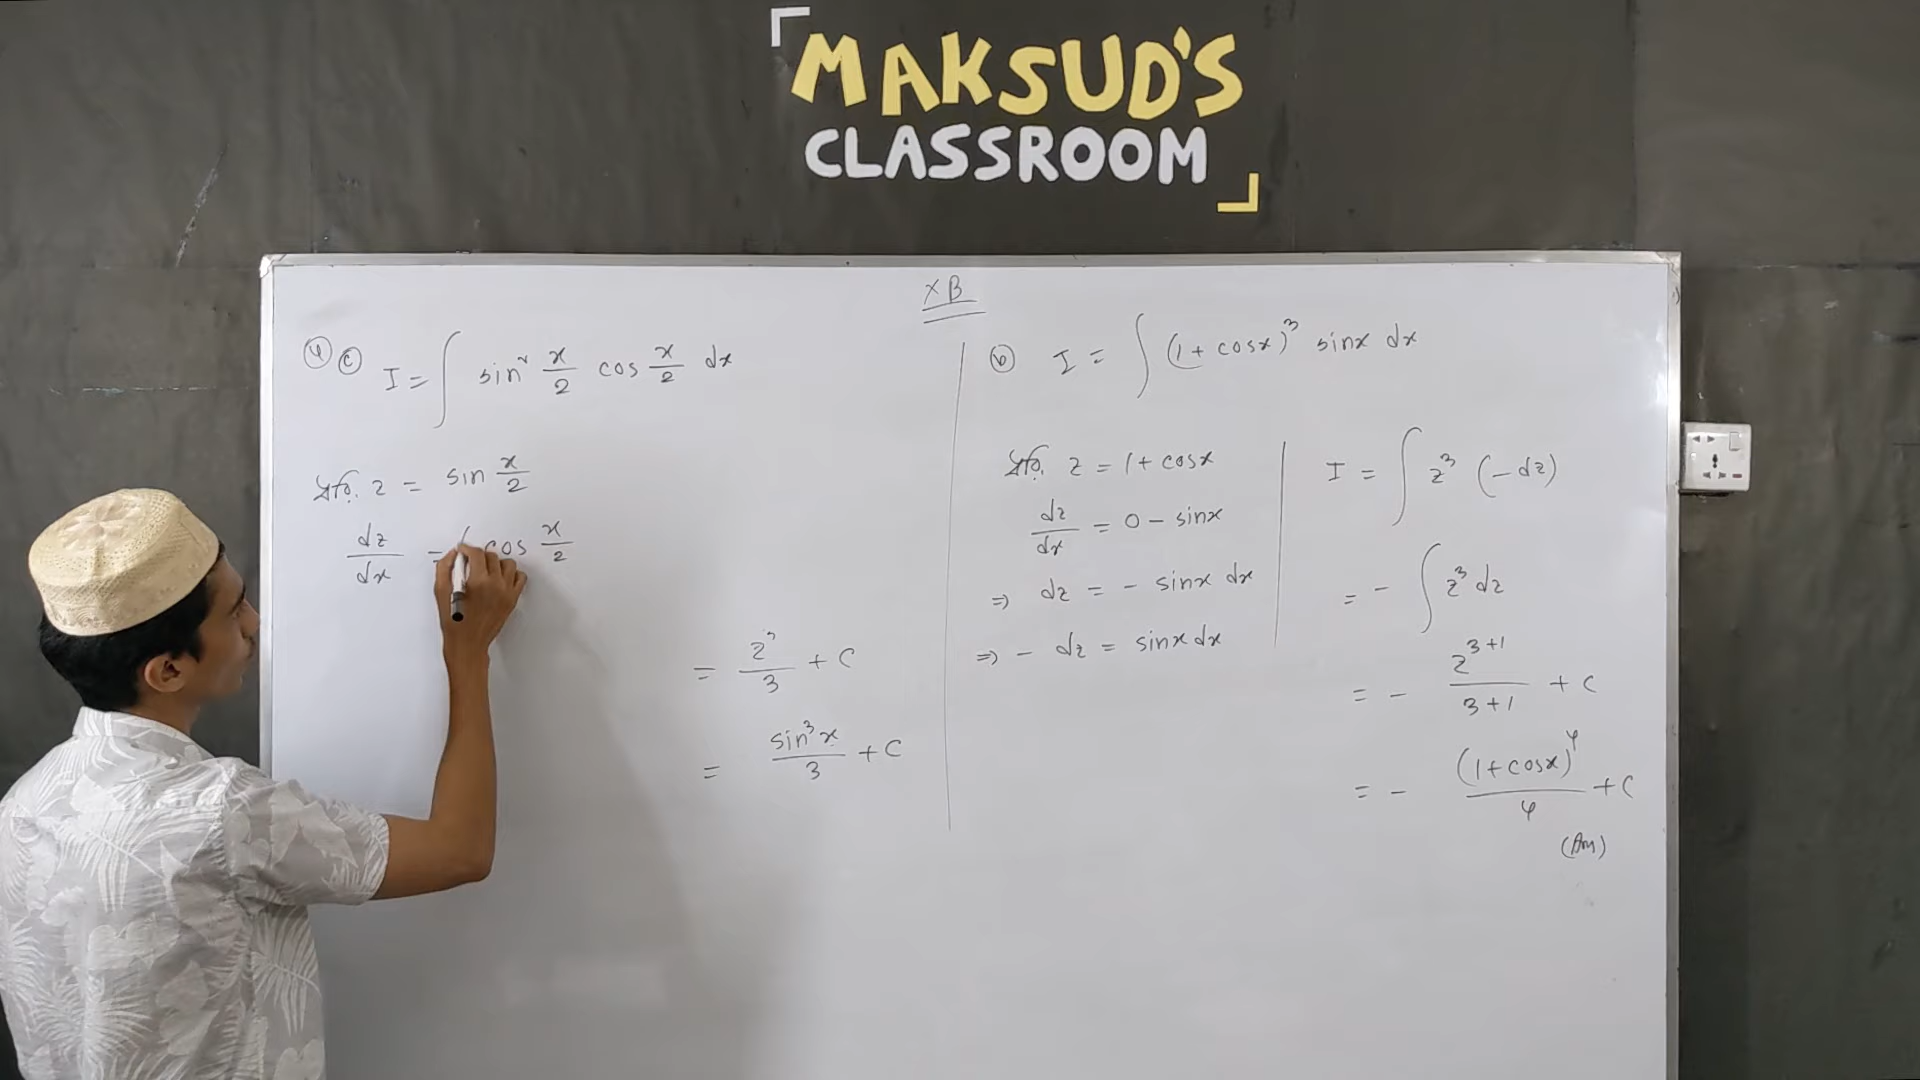 MAKSUD'S
CLASSROOM
XB
৪ C I = ∫ sin² x/2 cos x/2 dx
ধরি, z = sin x/2
dz/dx = ( cos x/2
= z³/3 + C
= sin³x/3 + C
b I = ∫ (1 + cosx)³ sinx dx
ধরি, z = 1 + cosx
dz/dx = 0 - sinx
=> dz = - sinx dx
=> - dz = sinx dx
I = ∫ z³ (-dz)
= - ∫ z³ dz
= - z³⁺¹/3+1 + C
= - (1+cosx)⁴/4 + C
(Ans)